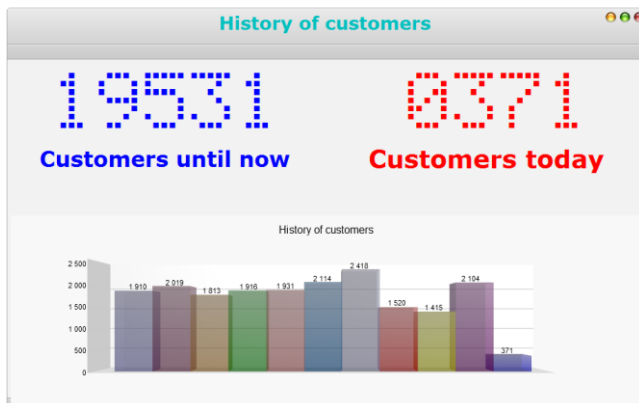 History of customers
19531 0371
Customers until now Customers today
History of customers
2 500
2 000
1 500
1 000
500
0
1 910 2 019 1 813 1 916 1 931 2 114 2 418 1 520 1 415 2 104 371